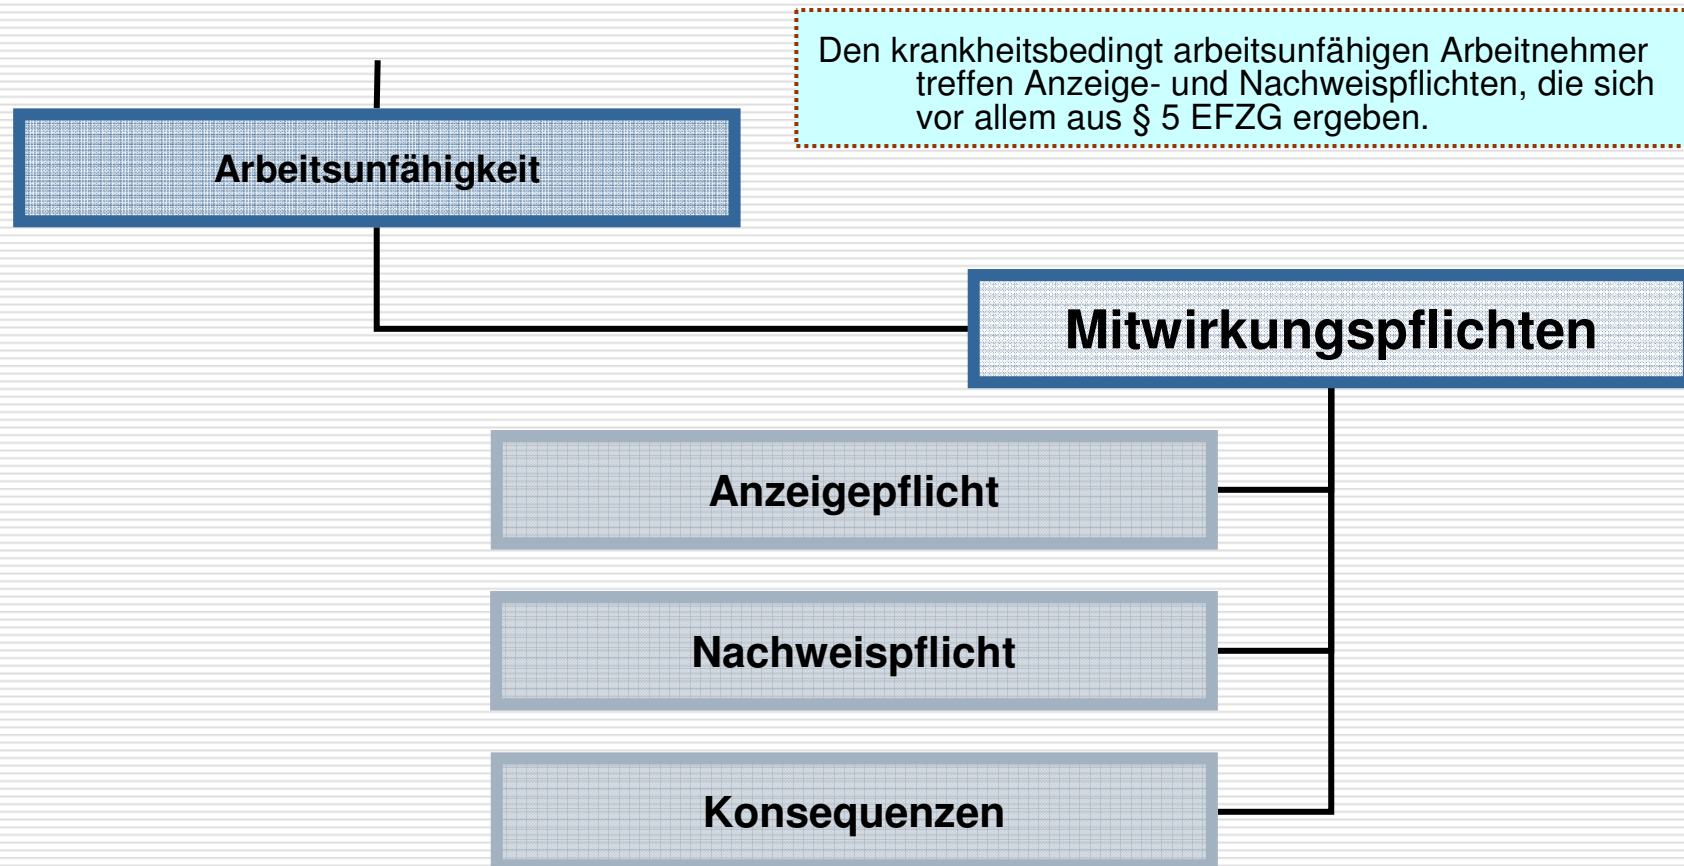 Den krankheitsbedingt arbeitsunfähigen Arbeitnehmer
treffen Anzeige- und Nachweispflichten, die sich
vor allem aus § 5 EFZG ergeben.
Arbeitsunfähigkeit
Mitwirkungspflichten
Anzeigepflicht
Nachweispflicht
Konsequenzen